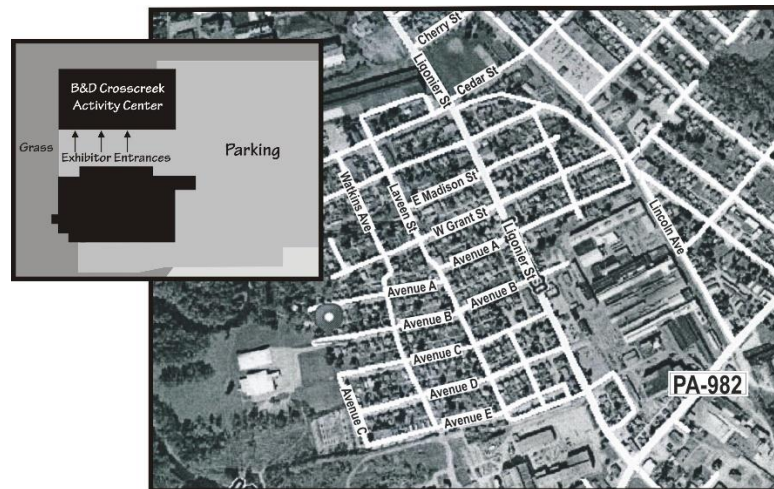 B&D Crosscreek
Activity Center
Grass
Exhibitor Entrances
Parking
Cherry St
Ligonier St
Cedar St
Watkins Ave
Laveen St
E Madison St
W Grant St
Ligonier St
Lincoln Ave
Avenue A
Avenue A
Avenue B
Avenue B
Avenue C
Avenue D
Avenue C
Avenue E
PA-982